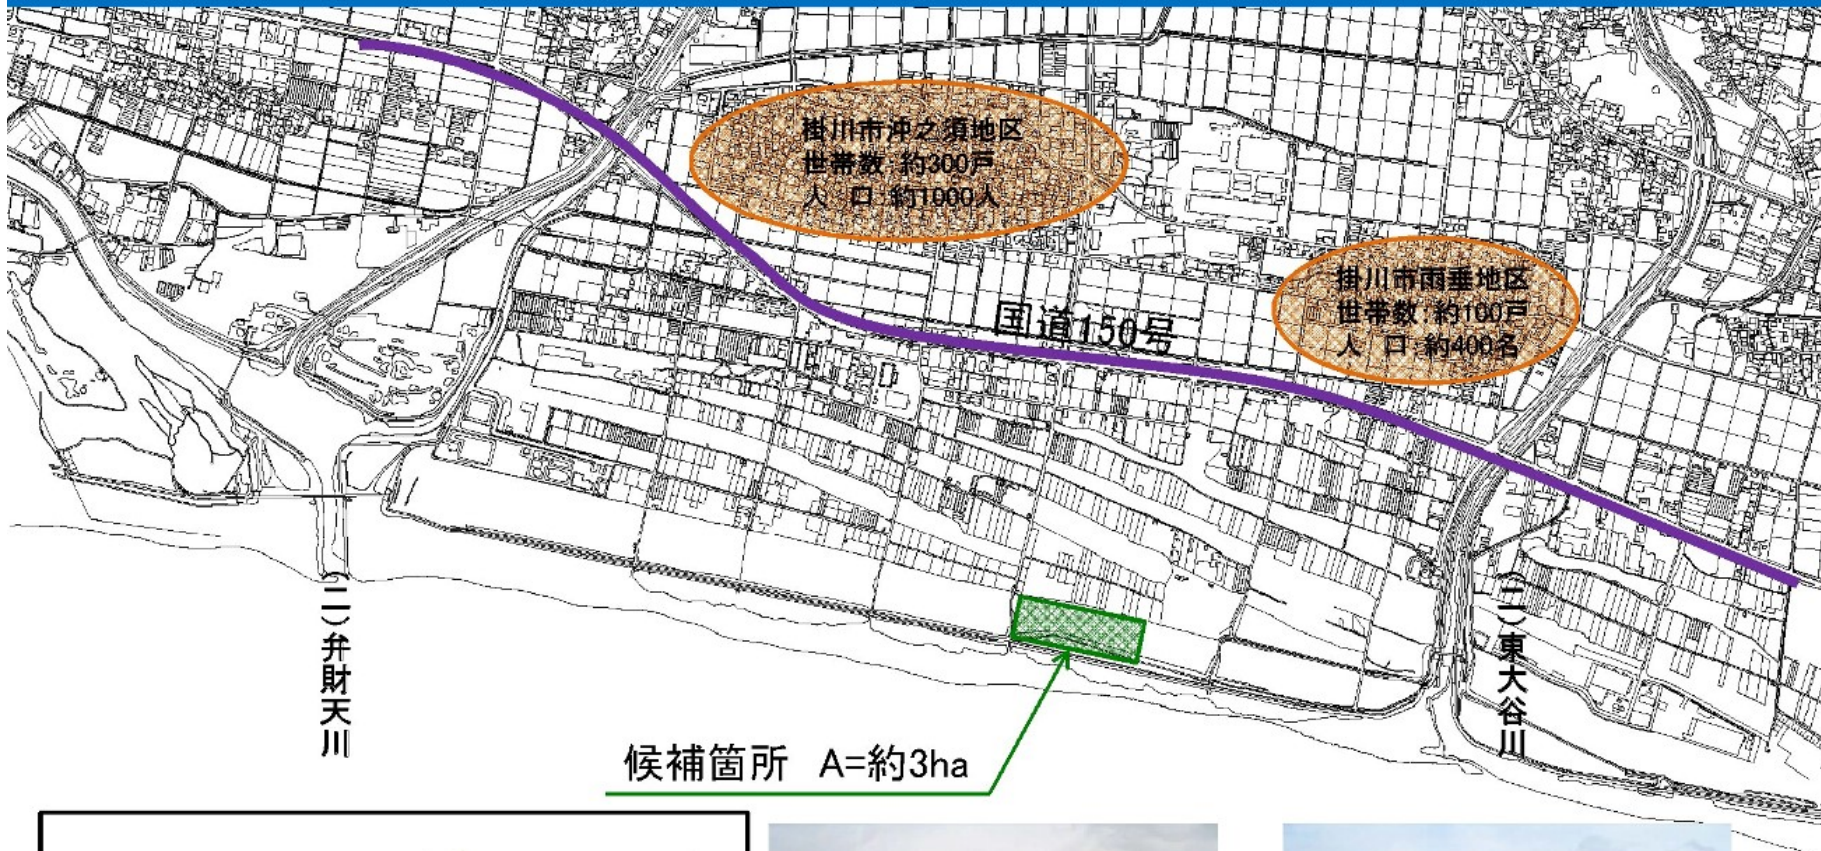 掛川市沖之須地区
世帯数:約300戸
人 口:約1000人
掛川市雨垂地区
世帯数:約100戸
人 口:約400名
国道150号
(二)弁財天川
(二)東大谷川
候補箇所 A=約3ha